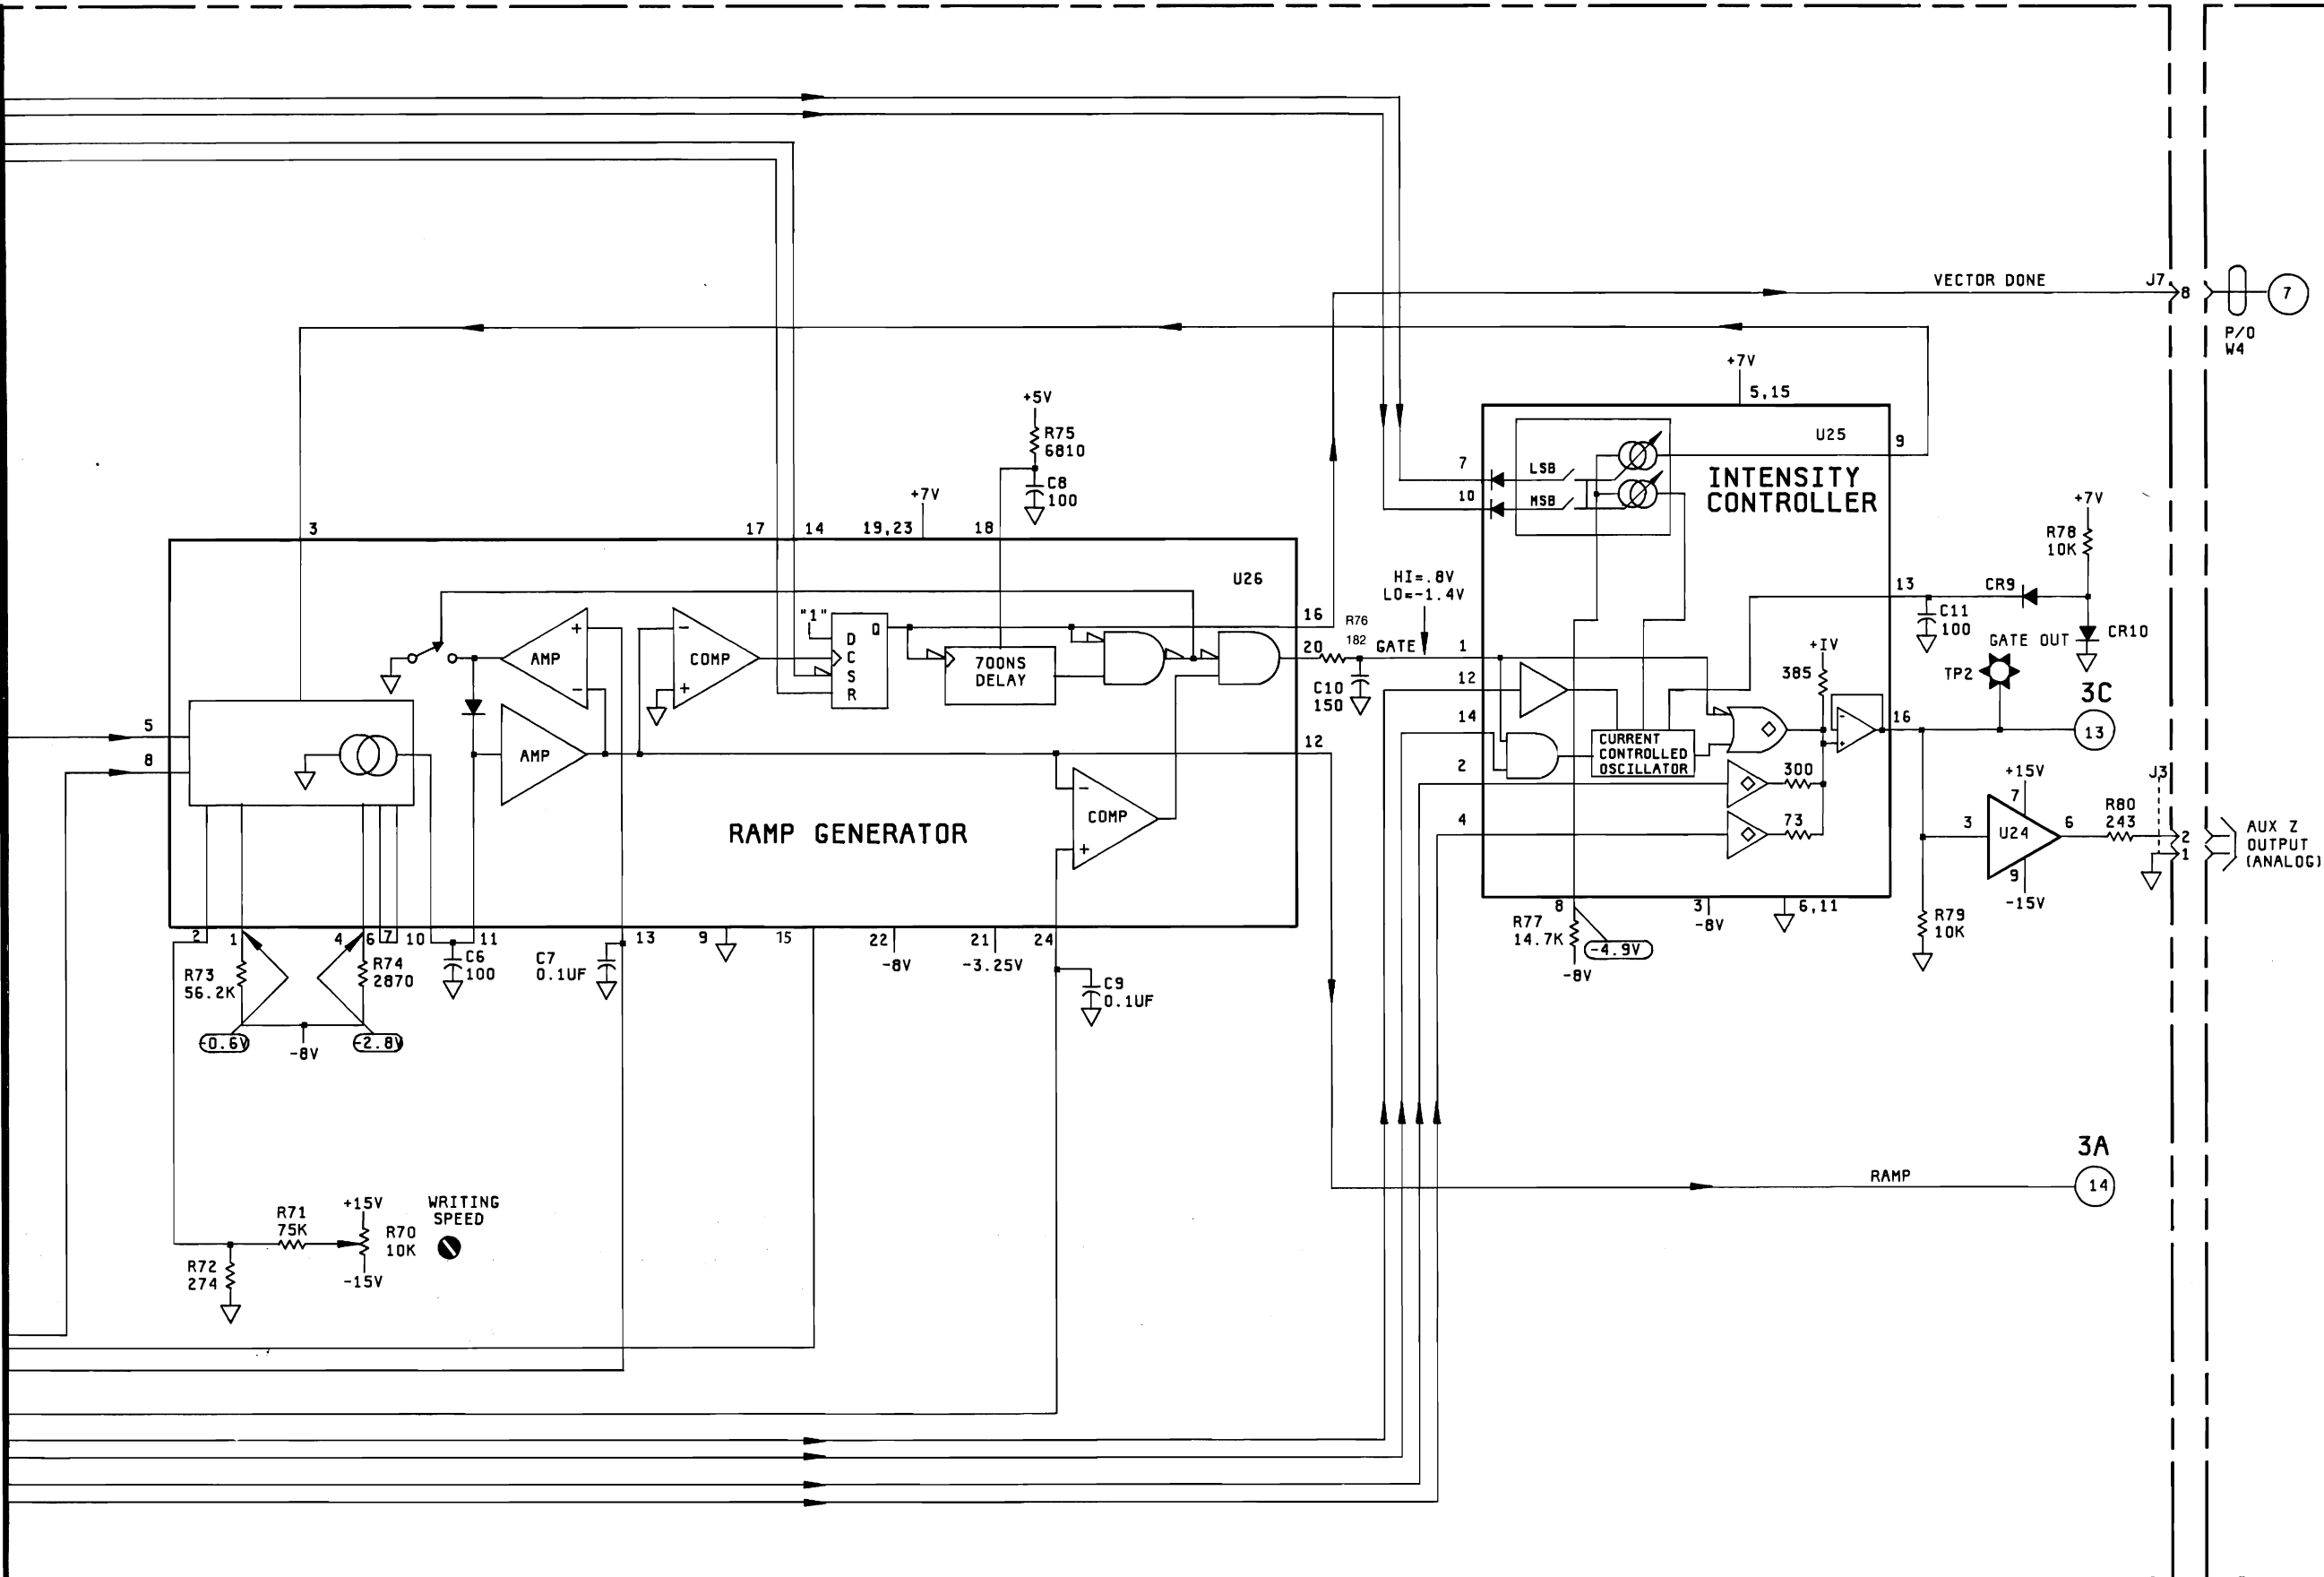 VECTOR DONE
J7
8
7
P/O
W4
+7V
5,15
+5V
R75
6810
C8
100
+7V
U25
9
7
LSB
10
MSB
INTENSITY
CONTROLLER
+7V
R78
10K
3
17
14
19,23
18
U26
HI=.8V
LO=-1.4V
13
CR9
C11
100
CR10
"1"
D
Q
C
S
R
16
R76
182
GATE
1
20
GATE OUT
TP2
+
AMP
-
-
COMP
+
700NS
DELAY
+IV
385
12
C10
150
3C
13
14
16
5
8
AMP
12
CURRENT
CONTROLLED
OSCILLATOR
-
+
2
300
+15V
7
J3
-
COMP
+
RAMP GENERATOR
4
73
3
U24
6
R80
243
2
1
AUX Z
OUTPUT
(ANALOG)
9
-15V
8
3
-8V
6,11
R77
14.7K
-4.9V
-8V
R79
10K
2
1
4
6
7
10
11
13
9
15
22
-8V
21
-3.25V
24
R73
56.2K
R74
2870
C6
100
C7
0.1UF
C9
0.1UF
-0.6V
-8V
-2.8V
3A
RAMP
14
+15V
WRITING
SPEED
R71
75K
R70
10K
R72
274
-15V